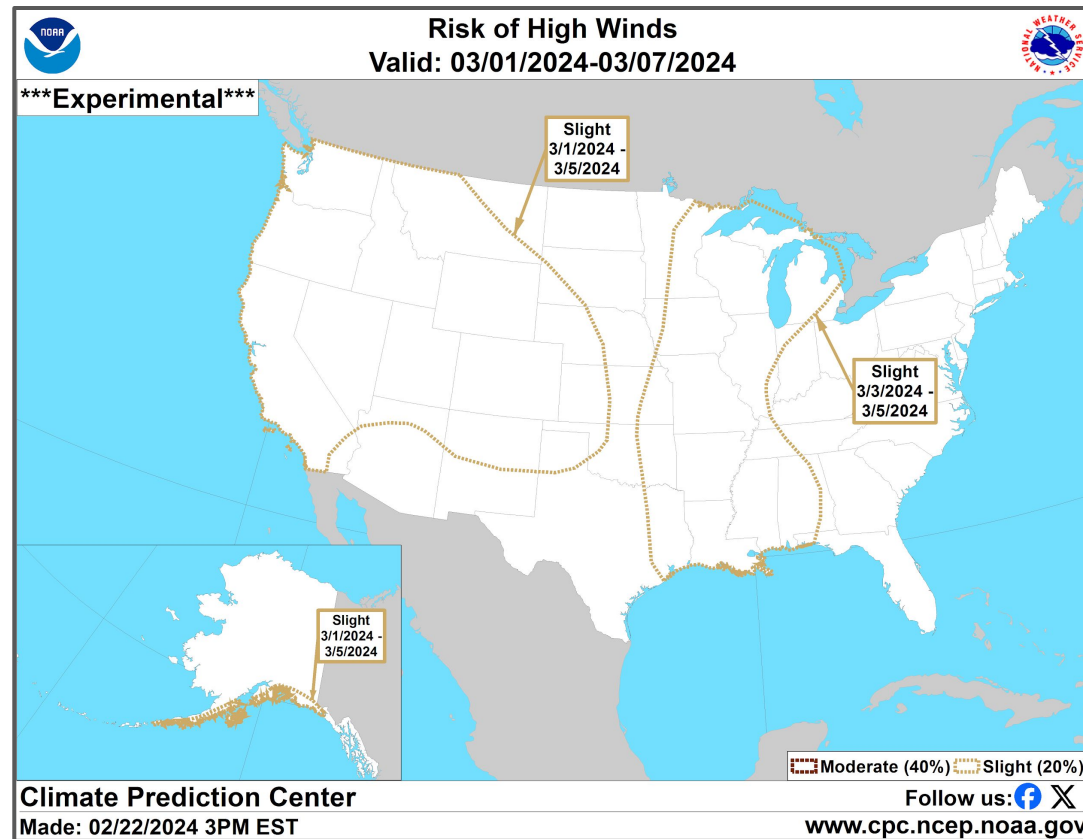 NOAA
Risk of High Winds
Valid: 03/01/2024-03/07/2024
NATIONAL WEATHER SERVICE
***Experimental***
Slight
3/1/2024 -
3/5/2024
Slight
3/3/2024 -
3/5/2024
Slight
3/1/2024 -
3/5/2024
Moderate (40%) Slight (20%)
Climate Prediction Center
Follow us:
Made: 02/22/2024 3PM EST
www.cpc.ncep.noaa.gov